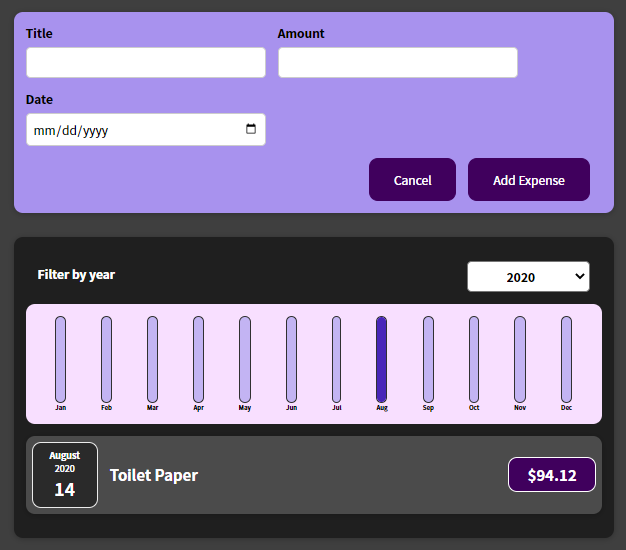 Title Amount
Date
mm/dd/yyyy
Cancel Add Expense
Filter by year 2020
Jan Feb Mar Apr May Jun Jul Aug Sep Oct Nov Dec
August
2020
14
Toilet Paper
$94.12